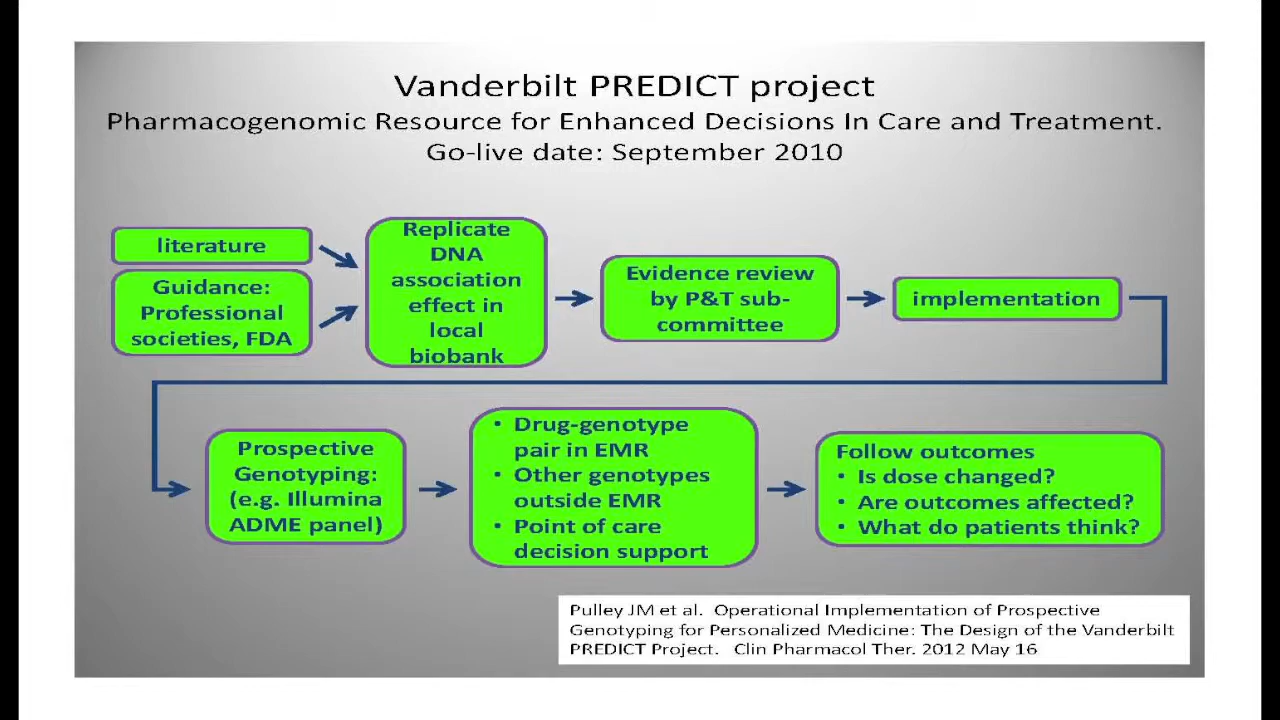 Vanderbilt PREDICT project
Pharmacogenomic Resource for Enhanced Decisions In Care and Treatment.
Go-live date: September 2010
literature
Guidance:
Professional
societies, FDA
Replicate
DNA
association
effect in
local
biobank
Evidence review
by P&T sub-
committee
implementation
Prospective
Genotyping:
(e.g. Illumina
ADME panel)
• Drug-genotype
pair in EMR
• Other genotypes
outside EMR
• Point of care
decision support
Follow outcomes
• Is dose changed?
• Are outcomes affected?
• What do patients think?
Pulley JM et al. Operational Implementation of Prospective
Genotyping for Personalized Medicine: The Design of the Vanderbilt
PREDICT Project. Clin Pharmacol Ther. 2012 May 16